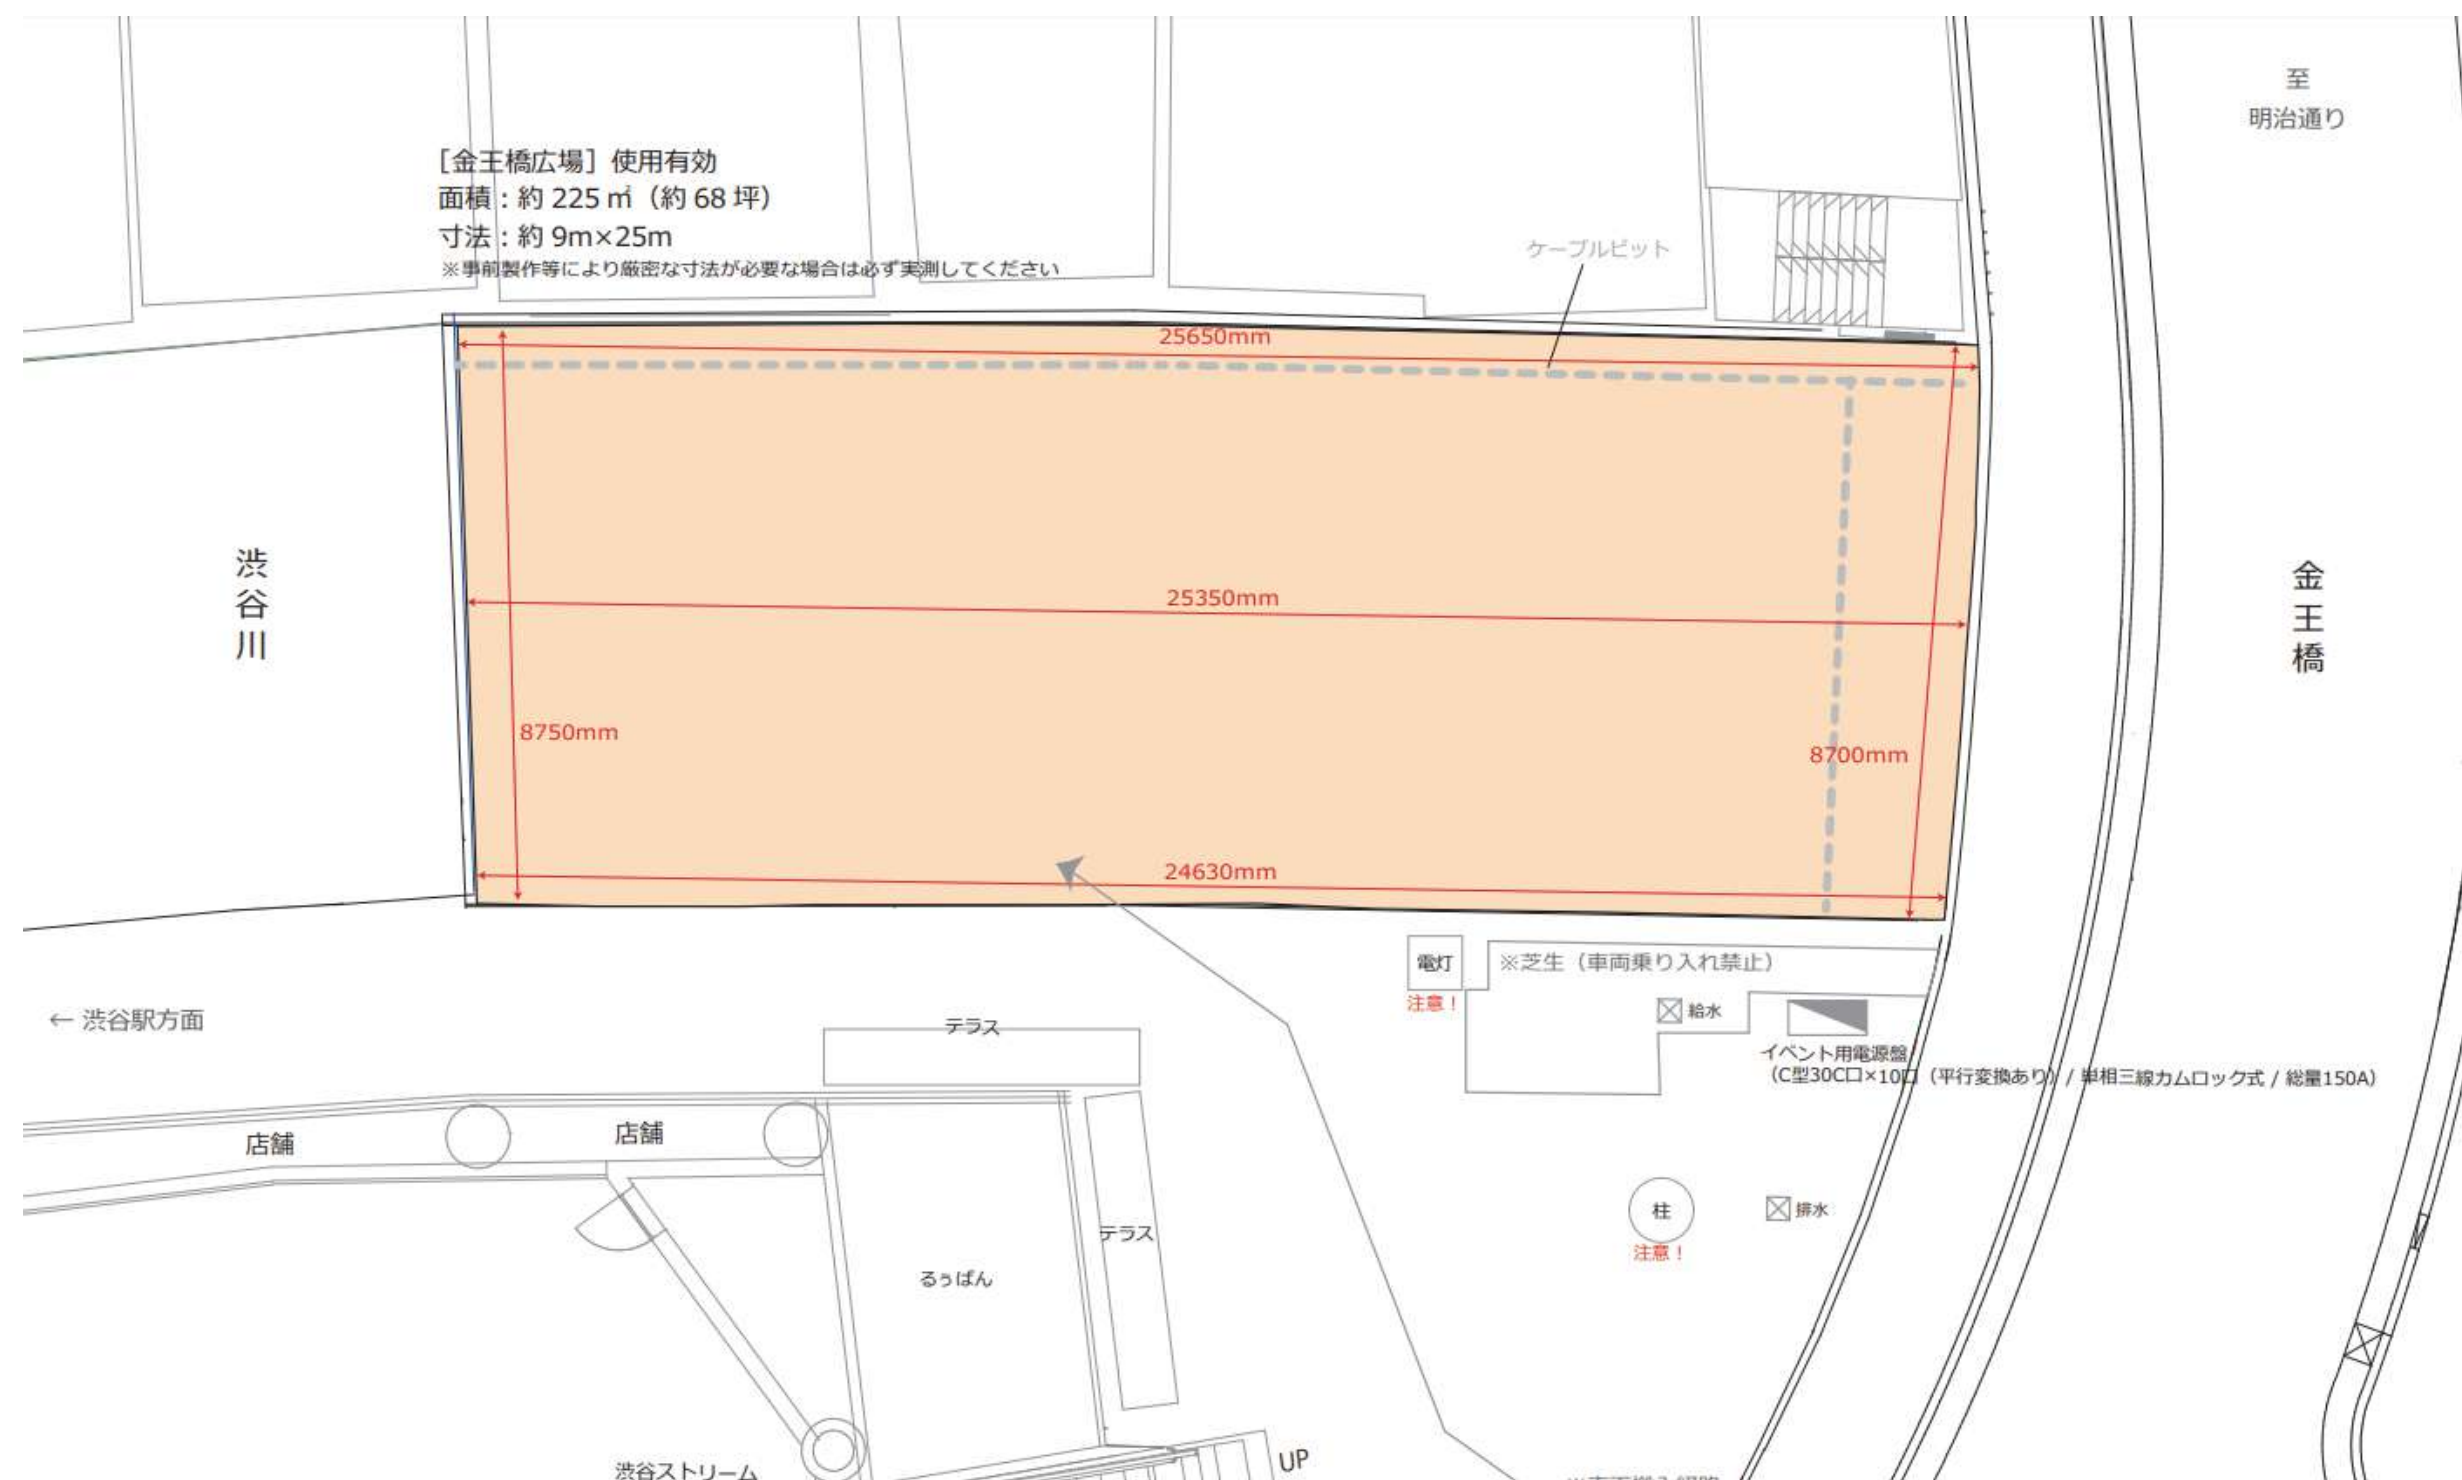 至
明治通り
［金王橋広場］使用有効
面積：約 225 ㎡（約 68 坪）
寸法：約 9m×25m
※事前製作等により厳密な寸法が必要な場合は必ず実測してください
ケーブルピット
25650mm
渋谷川
25350mm
金王橋
8750mm
8700mm
24630mm
電灯
注意！
※芝生（車両乗り入れ禁止）
給水
イベント用電源盤
（C型30C口×10口（平行変換あり）/ 単相三線カムロック式 / 総量150A）
← 渋谷駅方面
テラス
店舗
店舗
テラス
るぅぱん
柱
注意！
排水
UP
渋谷ストリーム